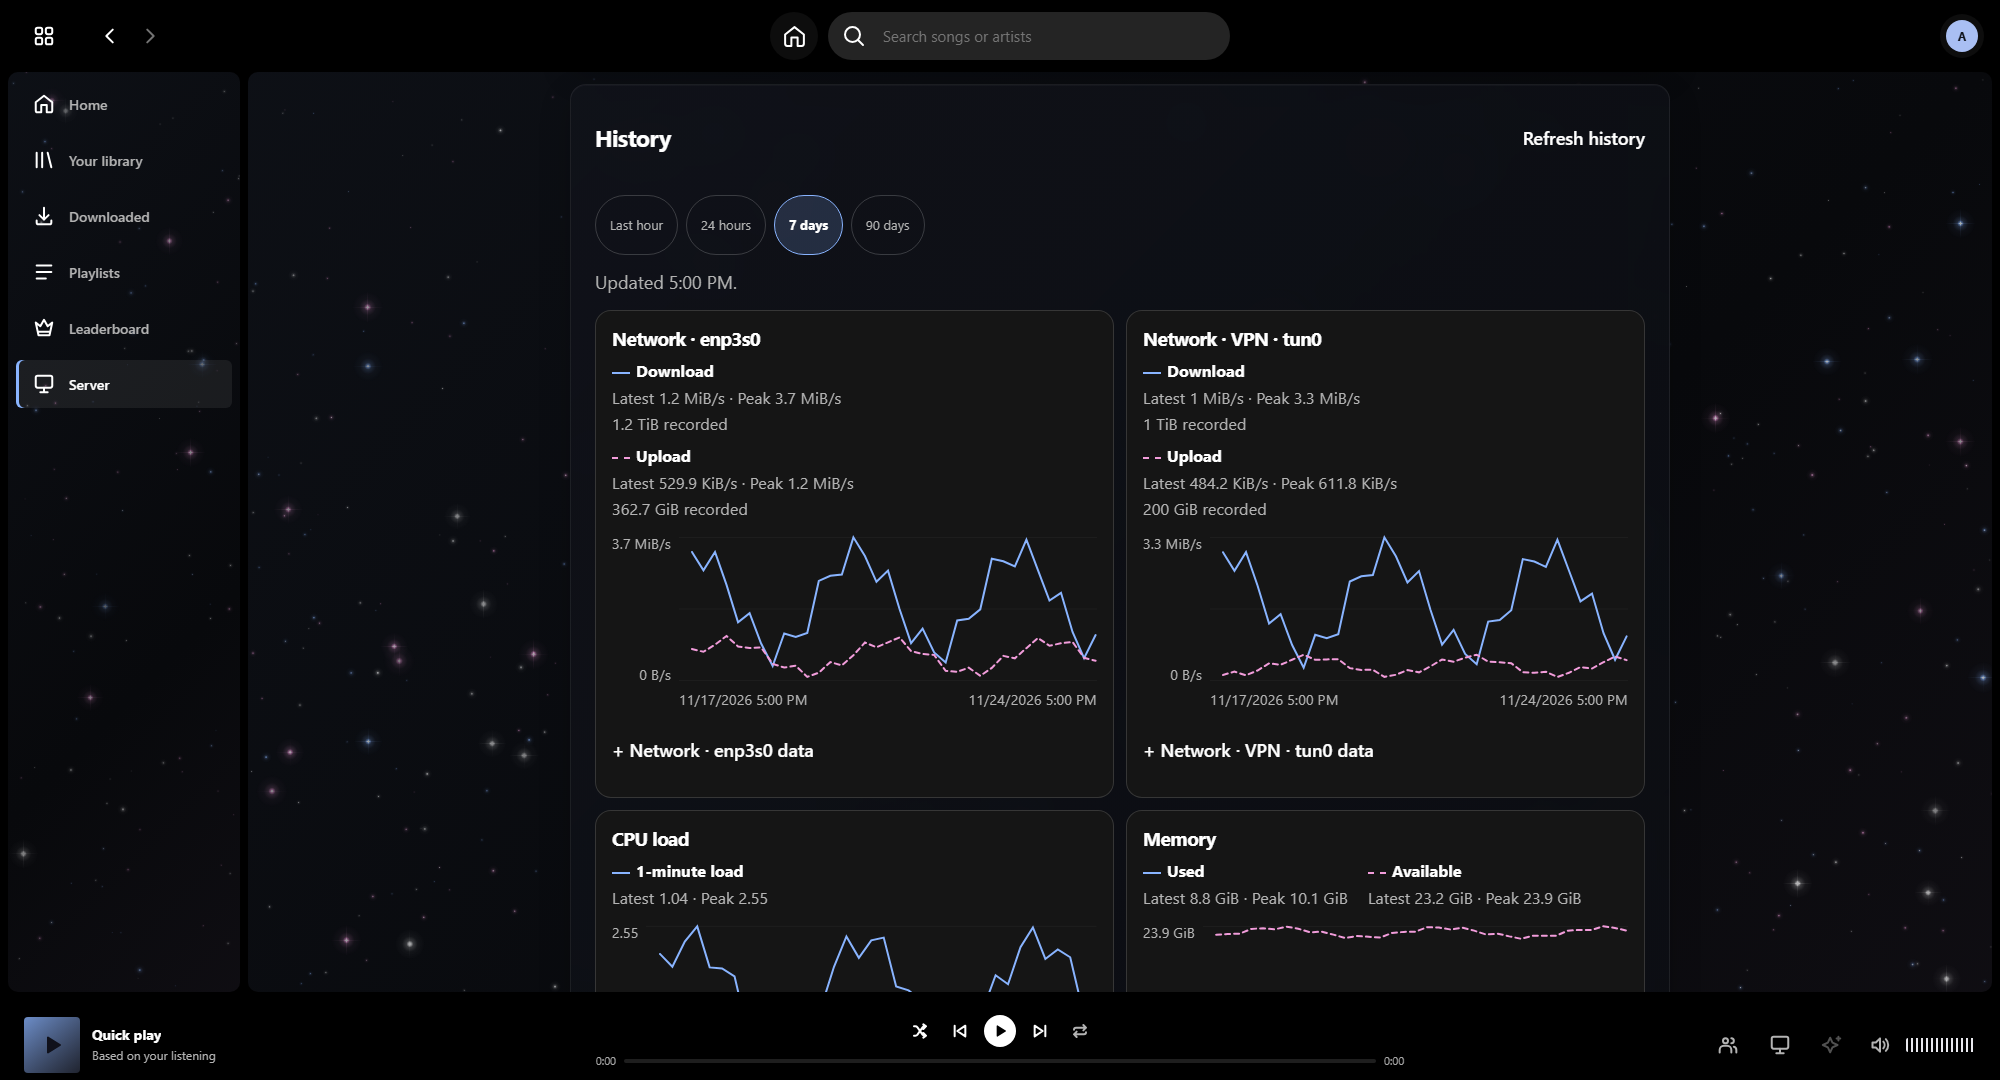 Search songs or artists
A
Home
Your library
Downloaded
Playlists
Leaderboard
Server
History
Refresh history
Last hour
24 hours
7 days
90 days
Updated 5:00 PM.
Network · enp3s0
Download
Latest 1.2 MiB/s · Peak 3.7 MiB/s
1.2 TiB recorded
Upload
Latest 529.9 KiB/s · Peak 1.2 MiB/s
362.7 GiB recorded
3.7 MiB/s
0 B/s
11/17/2026 5:00 PM
11/24/2026 5:00 PM
+ Network · enp3s0 data
Network · VPN · tun0
Download
Latest 1 MiB/s · Peak 3.3 MiB/s
1 TiB recorded
Upload
Latest 484.2 KiB/s · Peak 611.8 KiB/s
200 GiB recorded
3.3 MiB/s
0 B/s
11/17/2026 5:00 PM
11/24/2026 5:00 PM
+ Network · VPN · tun0 data
CPU load
1-minute load
Latest 1.04 · Peak 2.55
2.55
Memory
Used
Latest 8.8 GiB · Peak 10.1 GiB
Available
Latest 23.2 GiB · Peak 23.9 GiB
23.9 GiB
Quick play
Based on your listening
0:00
0:00